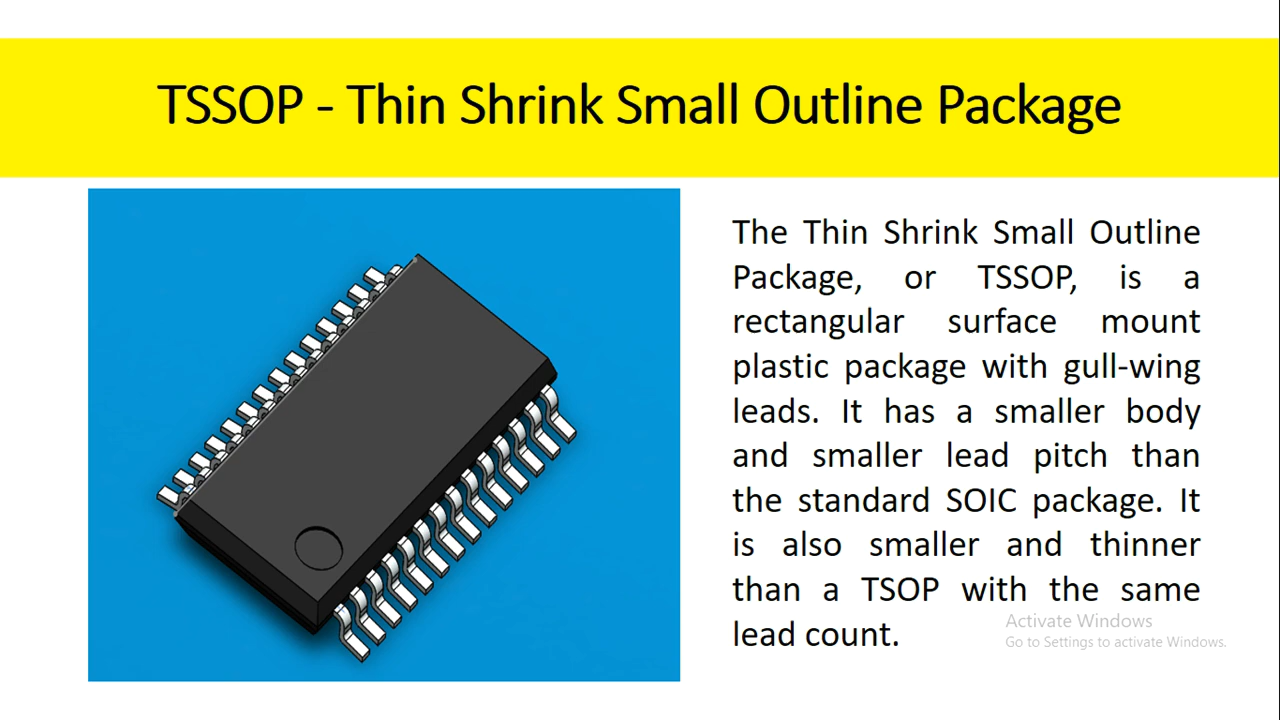 TSSOP - Thin Shrink Small Outline Package
The Thin Shrink Small Outline
Package, or TSSOP, is a
rectangular surface mount
plastic package with gull-wing
leads. It has a smaller body
and smaller lead pitch than
the standard SOIC package. It
is also smaller and thinner
than a TSOP with the same
lead count.
Activate Windows
Go to Settings to activate Windows.